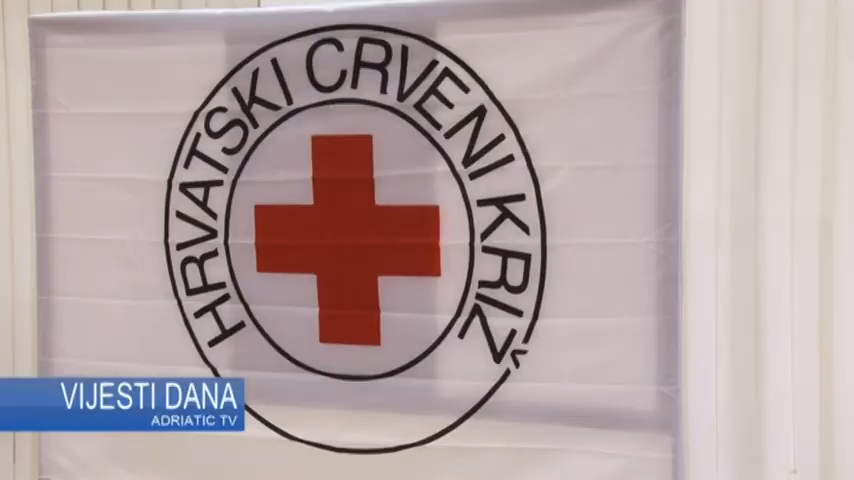 HRVATSKI CRVENI KRIŽ
VIJESTI DANA
ADRIATIC TV